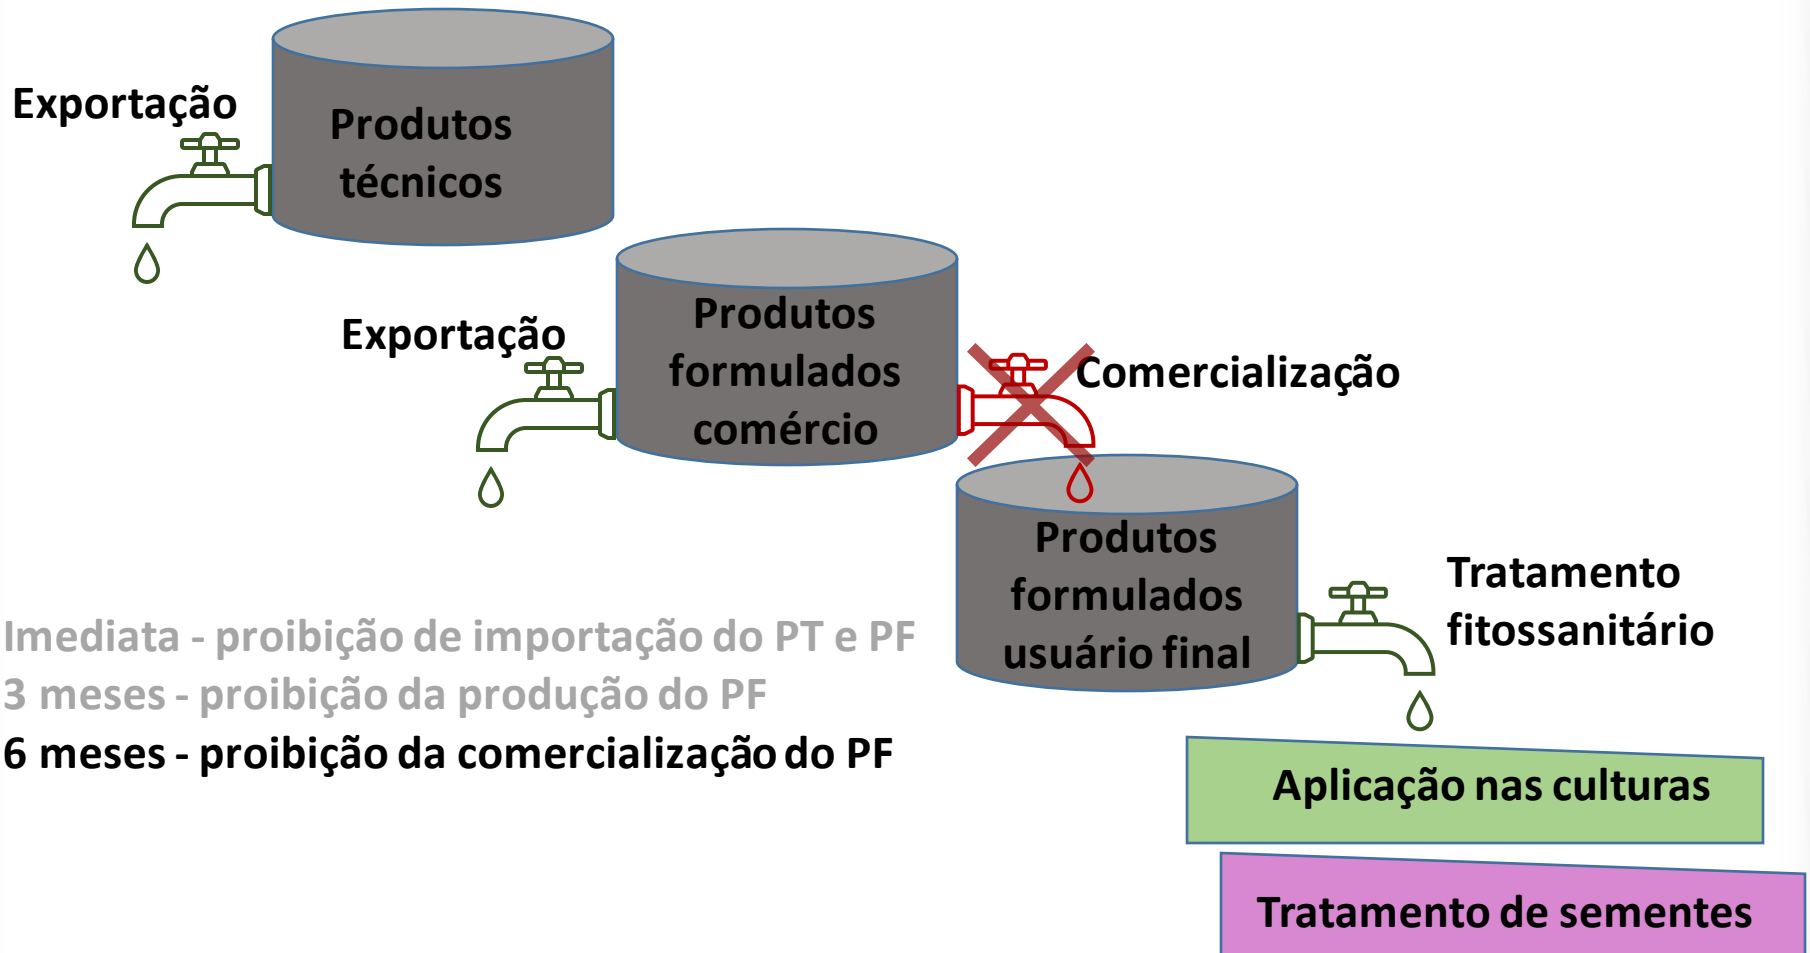 Exportação
Produtos
técnicos
Exportação
Produtos
formulados
comércio
Comercialização
Produtos
formulados
usuário final
Tratamento
fitossanitário
Imediata - proibição de importação do PT e PF
3 meses - proibição da produção do PF
6 meses - proibição da comercialização do PF
Aplicação nas culturas
Tratamento de sementes